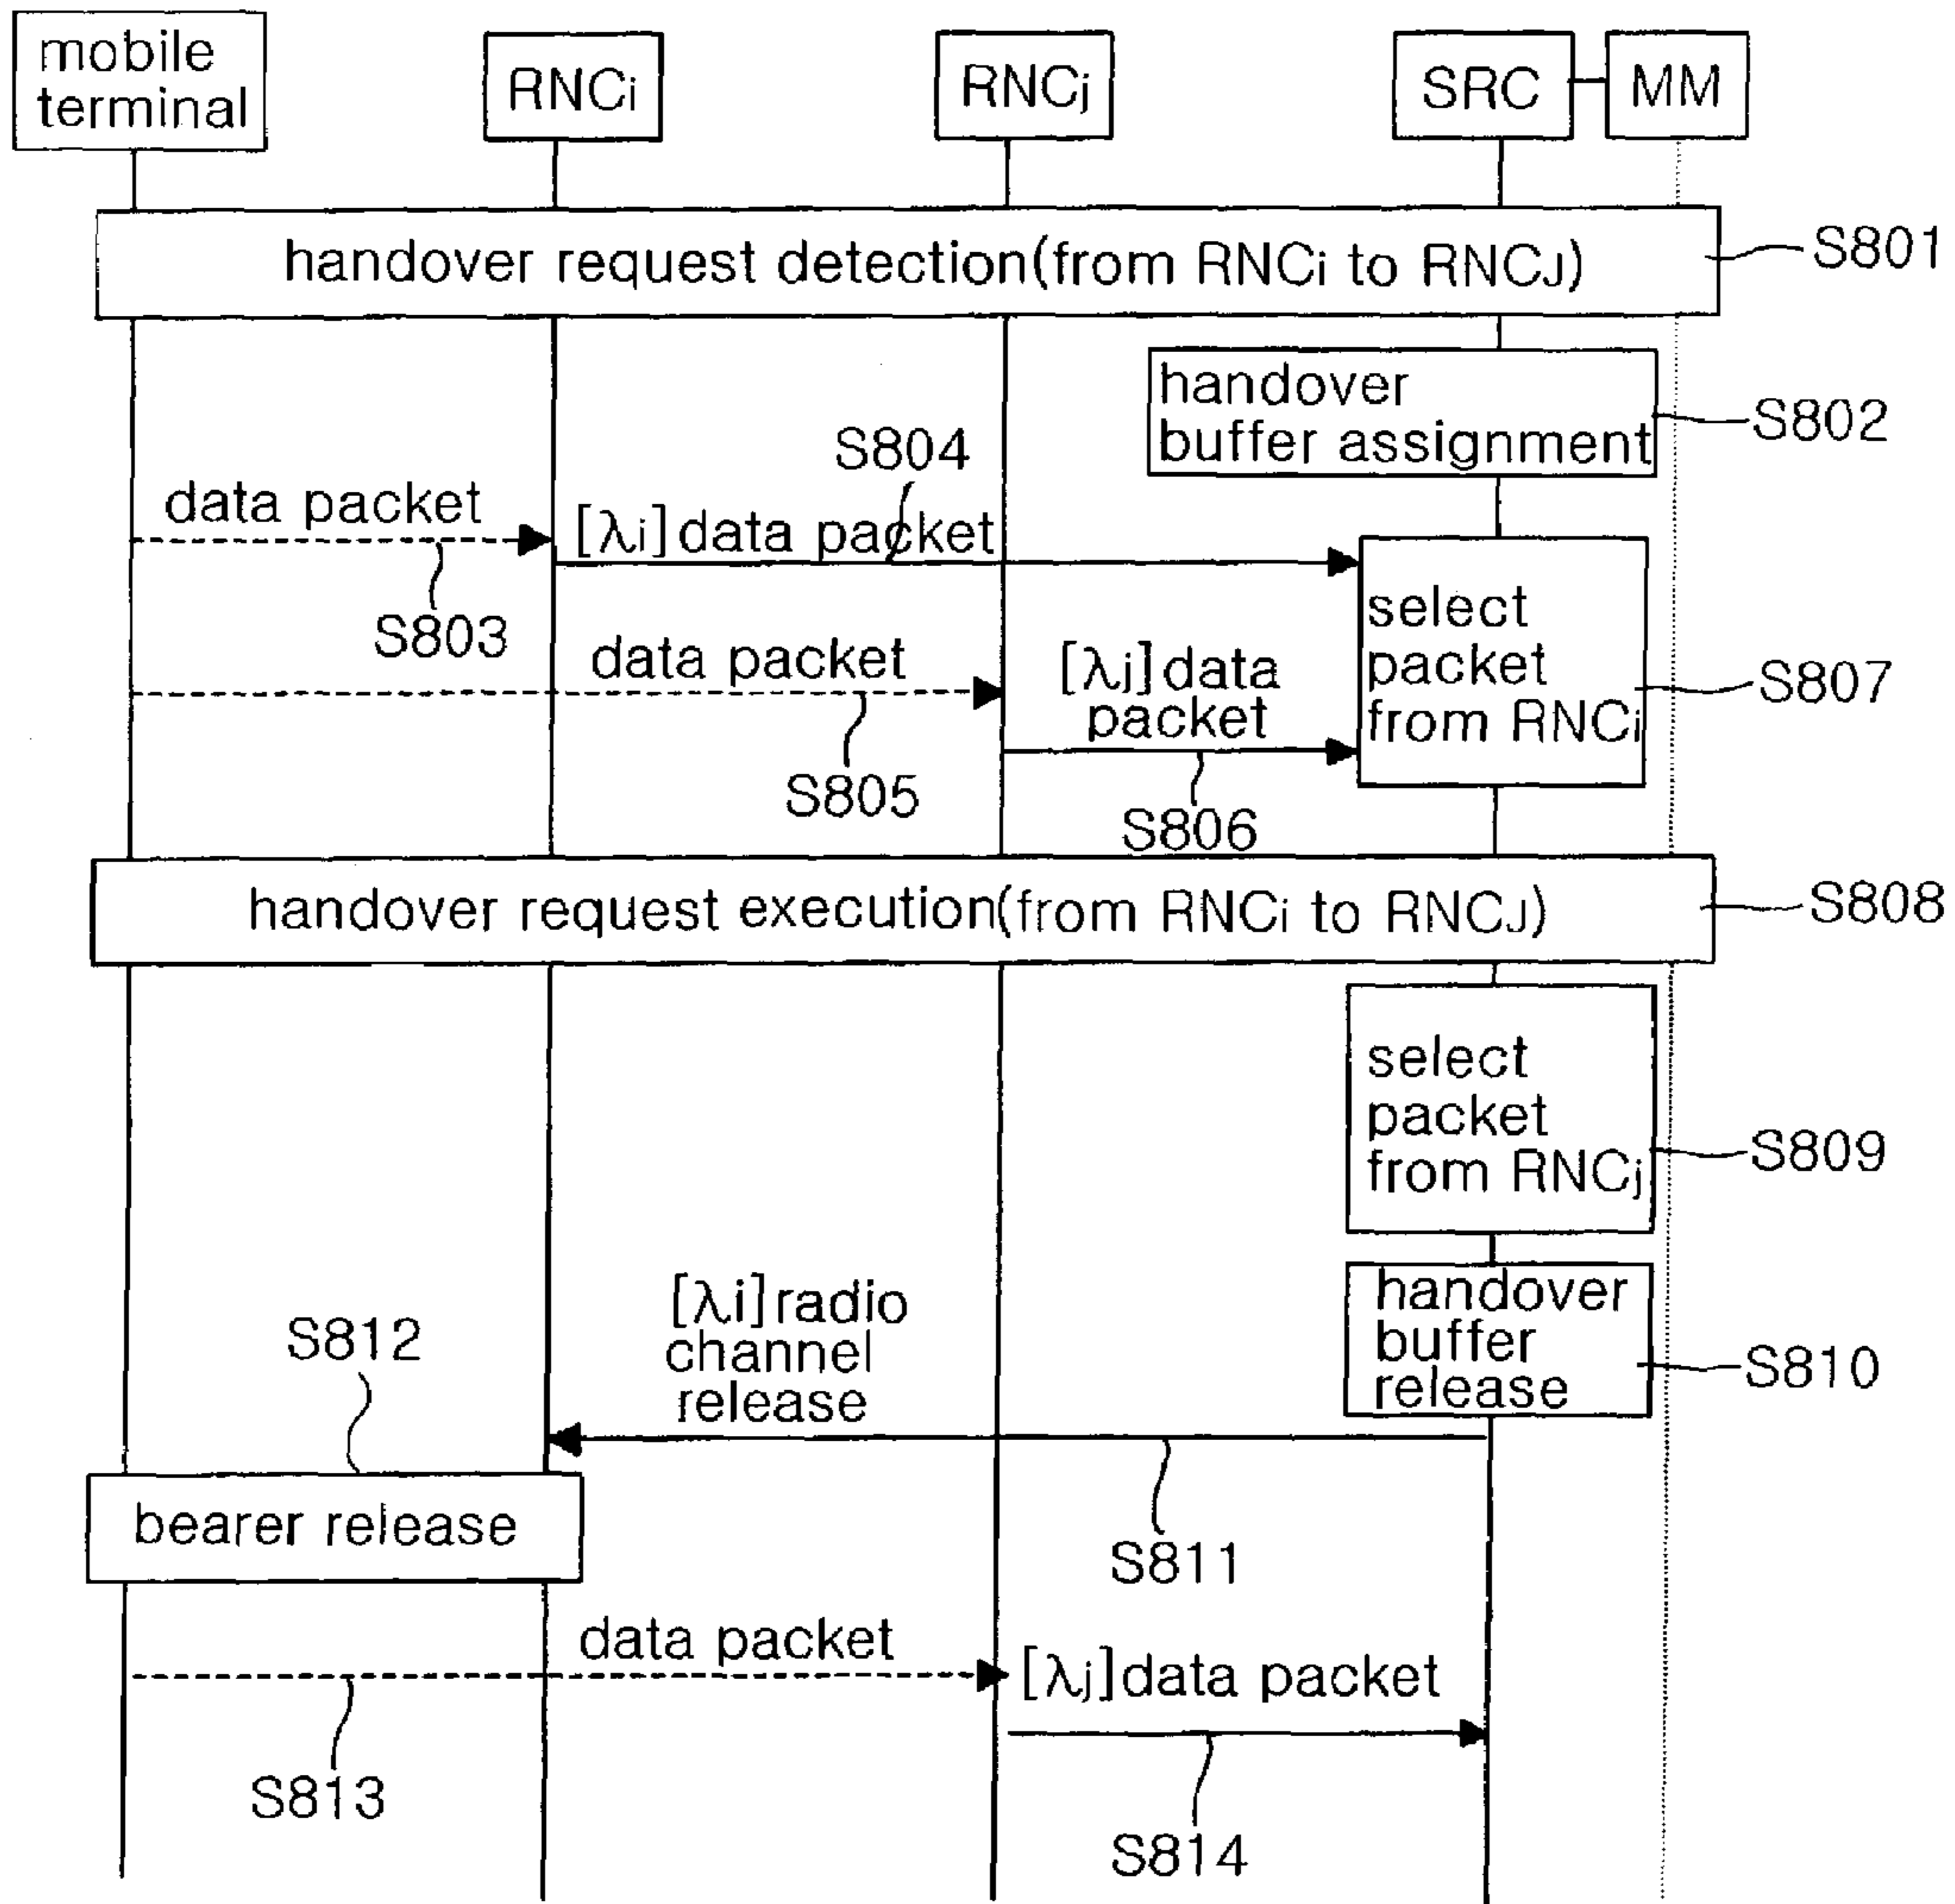 mobile
terminal
RNCi
RNCj
SRC
MM
handover request detection(from RNCi to RNCJ)
S801
handover
buffer assignment
S802
S804
data packet
[λi]data packet
S803
select
packet
from RNCi
S807
data packet
[λj]data
packet
S805
S806
handover request execution(from RNCi to RNCJ)
S808
select
packet
from RNCj
S809
handover
buffer
release
S810
[λi]radio
channel
release
S812
S811
bearer release
data packet
[λj]data packet
S813
S814